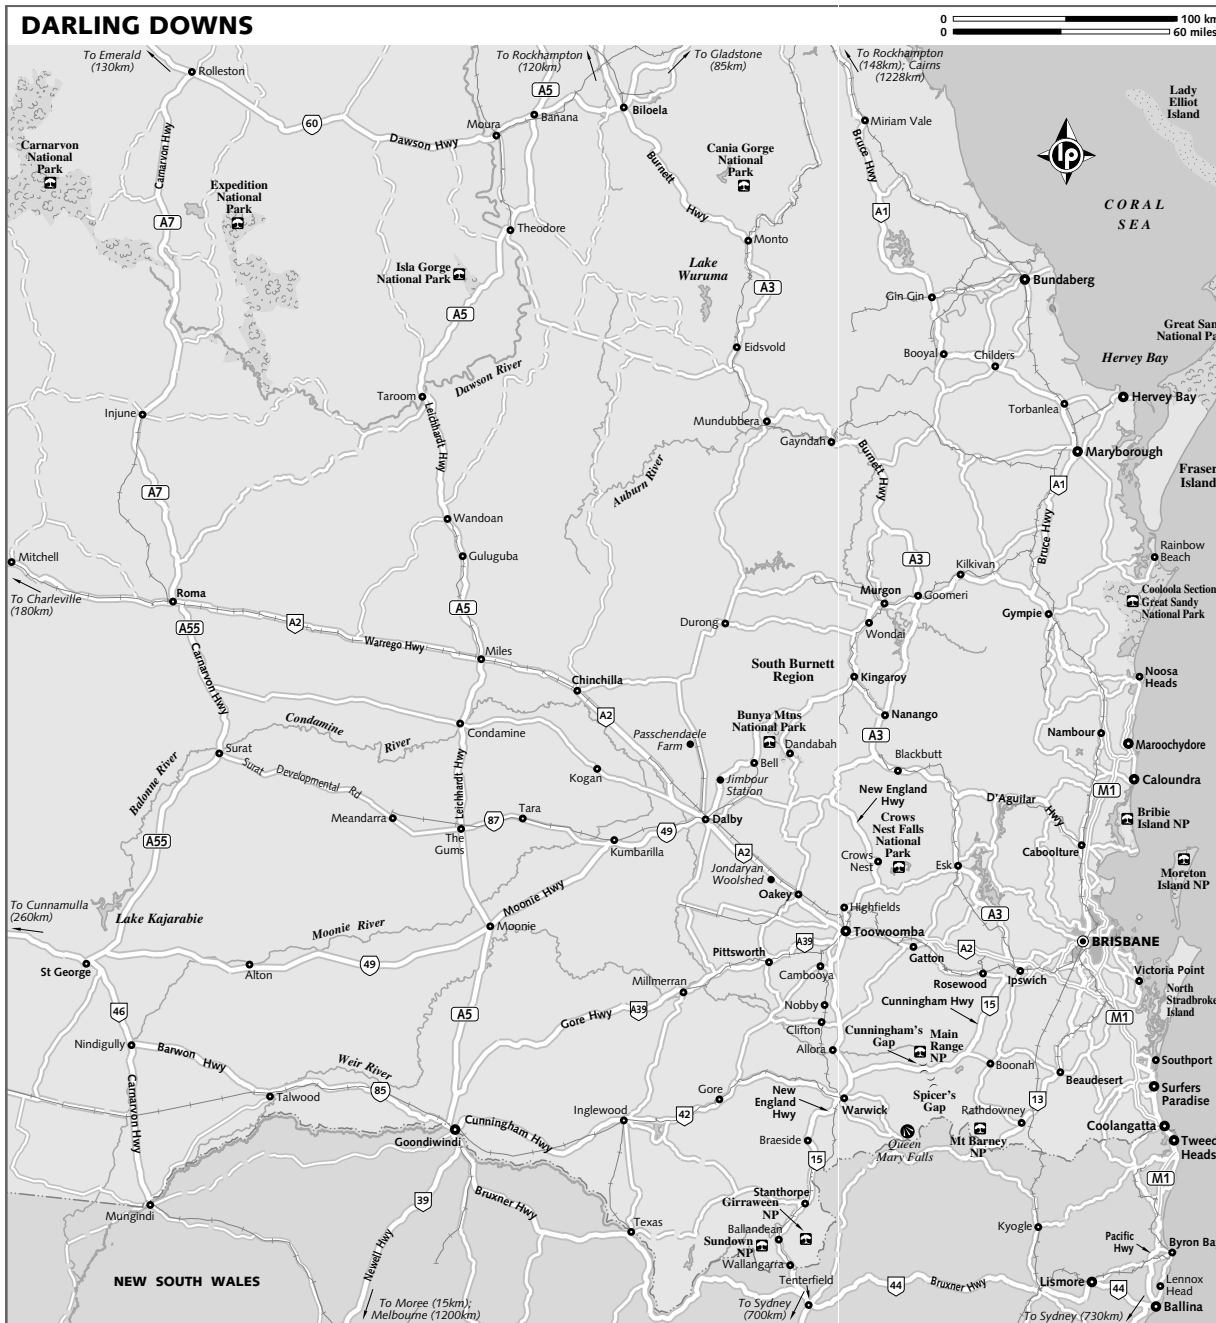 DARLING DOWNS
0 100 km
0 60 miles
To Emerald
(130km)
Rolleston
To Rockhampton
(120km)
To Gladstone
(85km)
To Rockhampton
(148km); Cairns
(1228km)
Lady
Elliot
Island
A5
Biloela
Banana
Moura
Miriam Vale
60
Dawson Hwy
Carnarvon Hwy
Carnarvon
National
Park
Expedition
National
Park
Burnett
Hwy
Cania Gorge
National
Park
Bruce Hwy
lp
CORAL
SEA
A7
A1
Theodore
Monto
Isla Gorge
National Park
Lake
Wuruma
A3
Bundaberg
Gin Gin
A5
Great San
National Pa
Eidsvold
Booyal
Childers
Hervey Bay
Dawson River
Taroom
Injune
Leichhardt Hwy
Mundubbera
Gayndah
Torbanlea
Hervey Bay
Maryborough
Burnett Hwy
Auburn River
Fraser
Island
A7
A1
Wandoan
Bruce Hwy
Guluguba
Mitchell
A3
Kilkivan
Rainbow
Beach
To Charleville
(180km)
Roma
Murgon
Goomeri
Cooloola Section
Great Sandy
National Park
A5
Gympie
A55
A2
Durong
Wondai
Warrego Hwy
Miles
Carnarvon Hwy
South Burnett
Region
Chinchilla
Kingaroy
Noosa
Heads
A2
Nanango
Condamine
River
Condamine
Bunya Mtns
National Park
Passchendaele
Farm
A3
Nambour
Maroochydore
Surat
Dandabah
Blackbutt
Bell
Balonne River
Surat Developmental Rd
Kogan
Jimbour
Station
Caloundra
M1
Leichhardt Hwy
New England
Hwy
D'Aguilar
Hwy
Meandarra
87
Tara
Dalby
Crows
Nest Falls
National
Park
Bribie
Island NP
A55
The
Gums
49
Kumbarilla
A2
Caboolture
Crows
Nest
Esk
Moreton
Island NP
Jondaryan
Woolshed
Oakey
Moonie Hwy
To Cunnamulla
(260km)
Lake Kajarabie
Highfields
A3
Moonie River
Moonie
Toowoomba
A39
BRISBANE
A2
Pittsworth
Gatton
St George
Alton
49
Cambooya
Rosewood
Ipswich
Victoria Point
Millmerran
Cunningham Hwy
North
Stradbroke
Island
Nobby
15
46
A5
Gore Hwy
A39
M1
Clifton
Cunningham's
Gap
Main
Range
NP
Nindigully
Allora
Barwon Hwy
Weir River
Boonah
Southport
Beaudesert
Carnarvon Hwy
85
Talwood
Gore
New
England
Hwy
Surfers
Paradise
Warwick
Spicer's
Gap
13
Inglewood
42
Rathdowney
Cunningham Hwy
Goondiwindi
Coolangatta
Braeside
Queen
Mary Falls
Mt Barney
NP
Tweed
Heads
15
M1
39
Bruxner Hwy
Stanthorpe
Mungindi
Girraween
NP
Texas
Ballandean
Sundown
NP
Kyogle
Pacific
Hwy
Byron Ba
Newell Hwy
Wallangarra
NEW SOUTH WALES
Tenterfield
44
Bruxner Hwy
Lismore
44
Lennox
Head
To Moree (15km);
Melbourne (1200km)
To Sydney
(700km)
To Sydney (730km)
Ballina